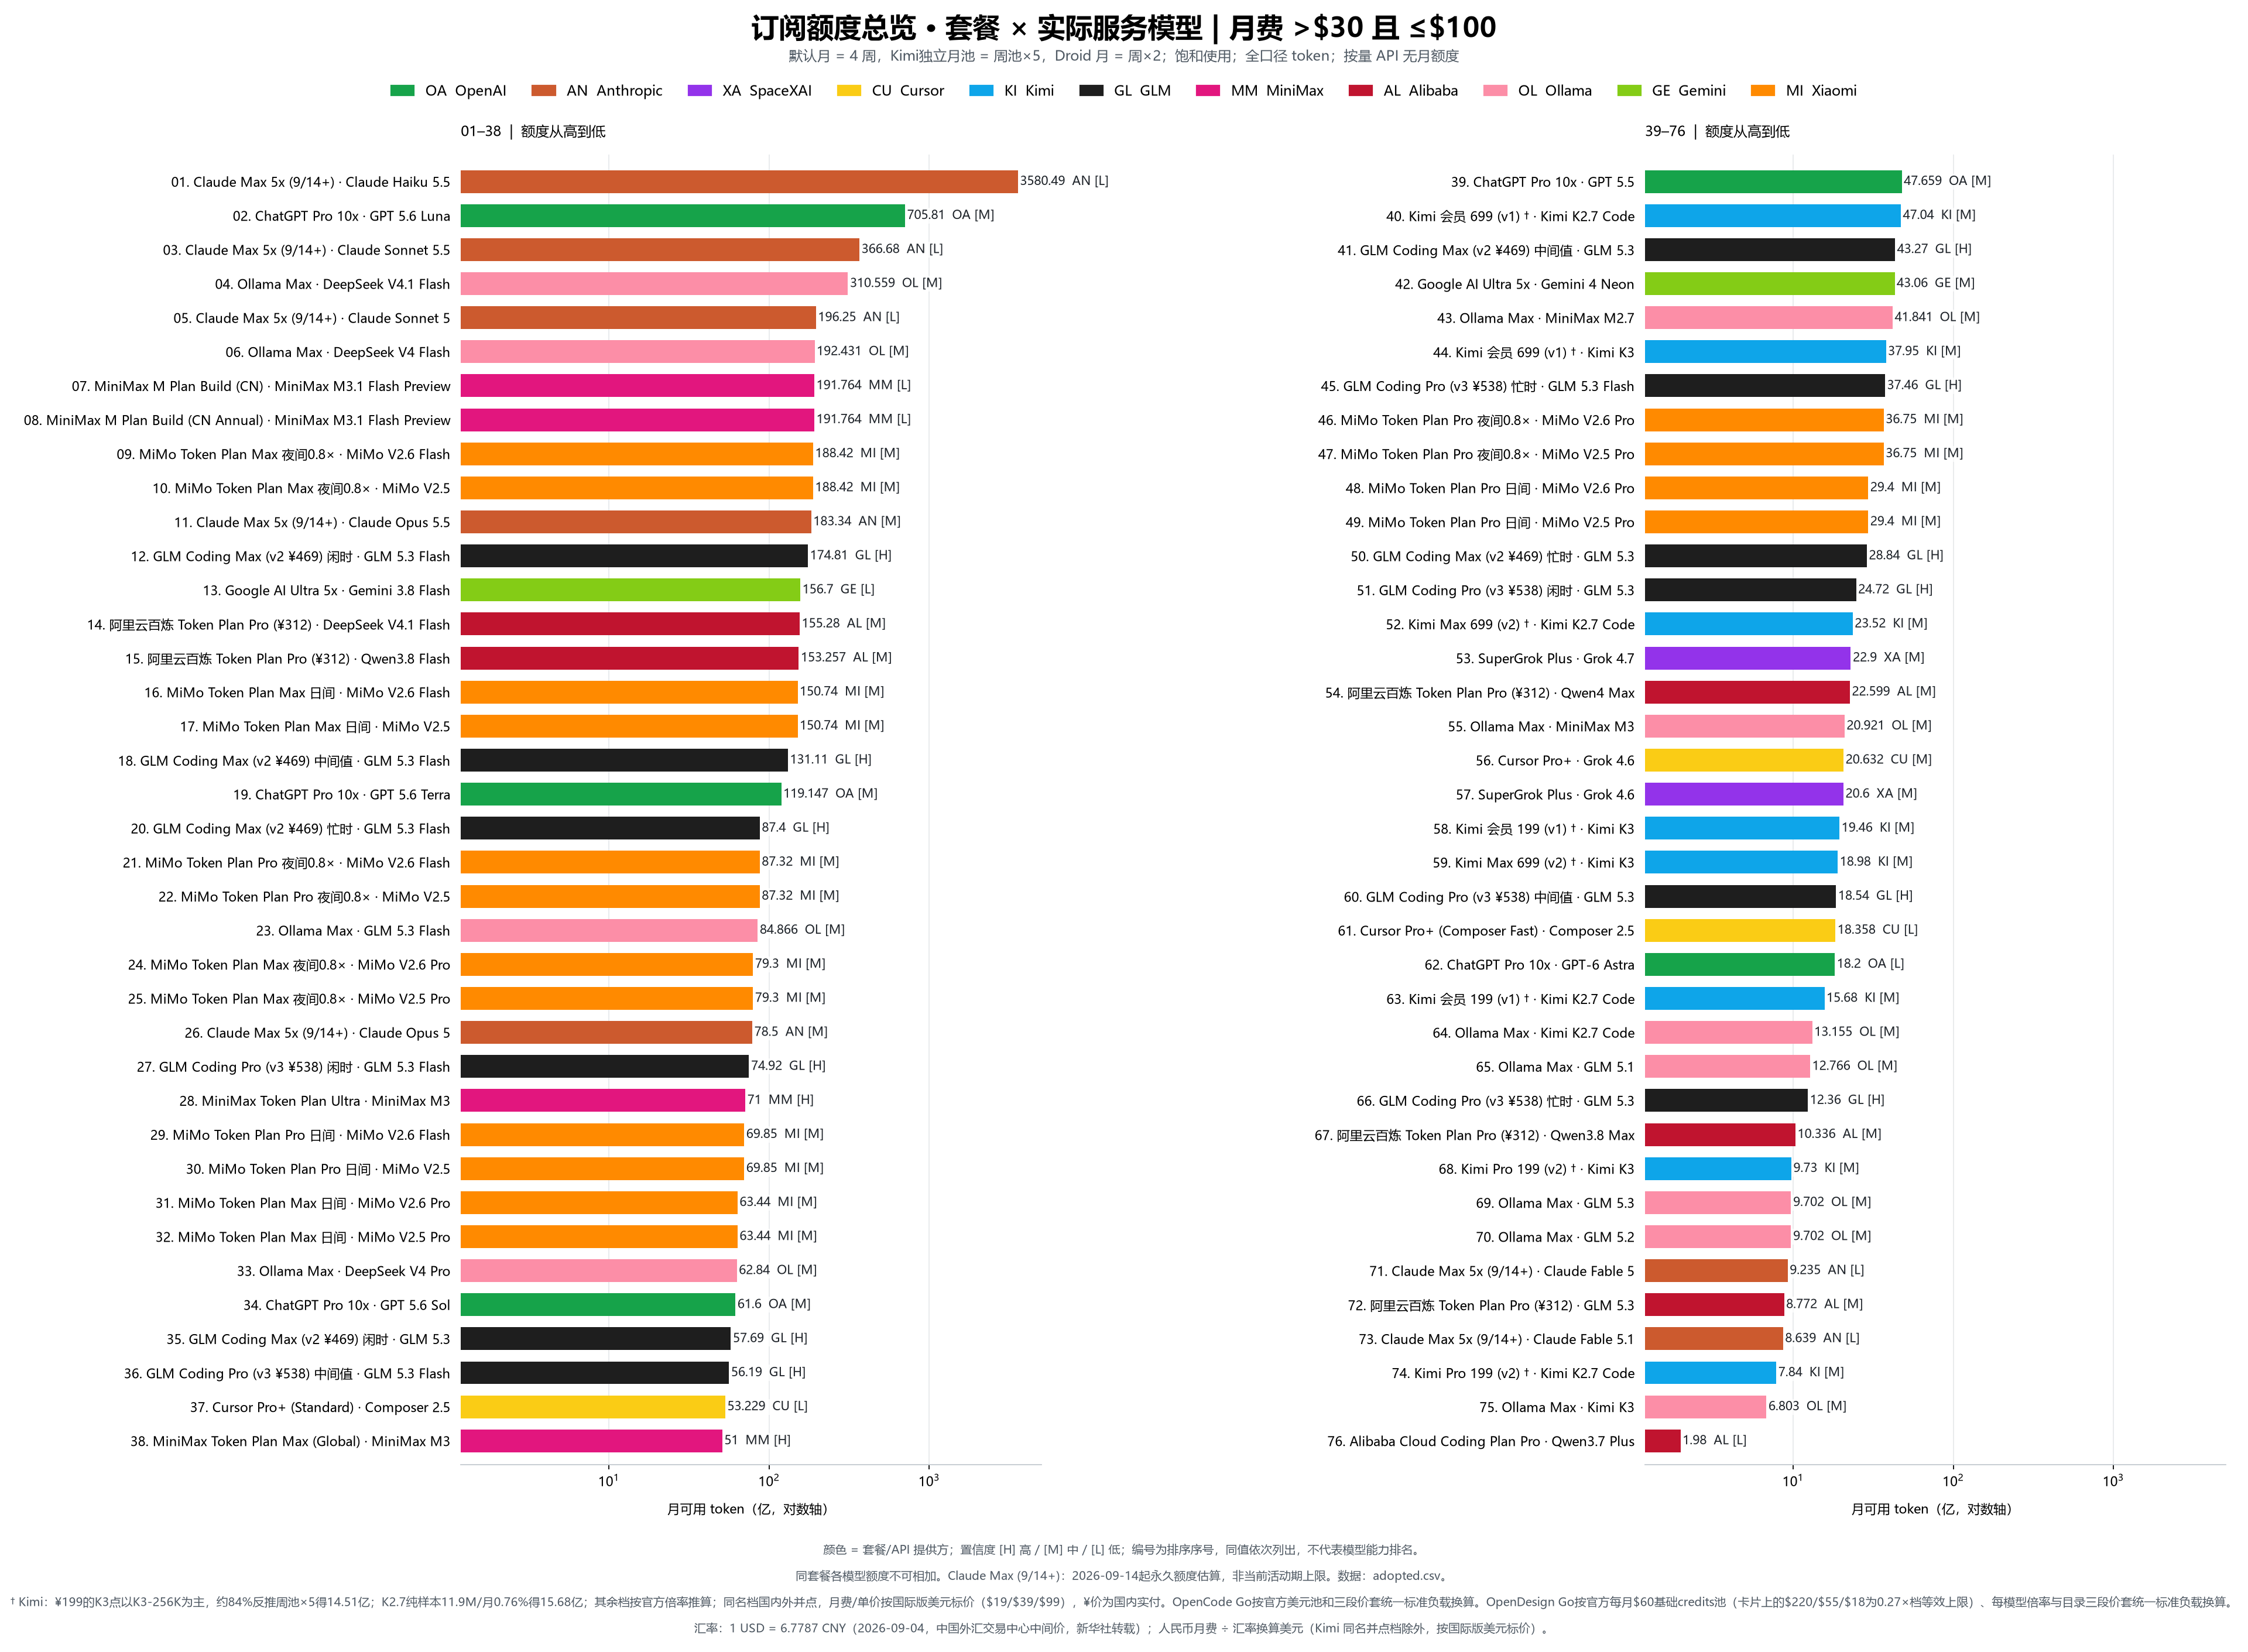 订阅额度总览 • 套餐 × 实际服务模型 | 月费 >$30 且 ≤$100
默认月 = 4 周，Kimi独立月池 = 周池×5，Droid 月 = 周×2；饱和使用；全口径 token；按量 API 无月额度
OA OpenAI AN Anthropic XA SpaceXAI CU Cursor KI Kimi GL GLM MM MiniMax AL Alibaba OL Ollama GE Gemini MI Xiaomi
01–38 | 额度从高到低
01. Claude Max 5x (9/14+) · Claude Haiku 5.5 3580.49 AN [L]
02. ChatGPT Pro 10x · GPT 5.6 Luna 705.81 OA [M]
03. Claude Max 5x (9/14+) · Claude Sonnet 5.5 366.68 AN [L]
04. Ollama Max · DeepSeek V4.1 Flash 310.559 OL [M]
05. Claude Max 5x (9/14+) · Claude Sonnet 5 196.25 AN [L]
06. Ollama Max · DeepSeek V4 Flash 192.431 OL [M]
07. MiniMax M Plan Build (CN) · MiniMax M3.1 Flash Preview 191.764 MM [L]
08. MiniMax M Plan Build (CN Annual) · MiniMax M3.1 Flash Preview 191.764 MM [L]
09. MiMo Token Plan Max 夜间0.8× · MiMo V2.6 Flash 188.42 MI [M]
10. MiMo Token Plan Max 夜间0.8× · MiMo V2.5 188.42 MI [M]
11. Claude Max 5x (9/14+) · Claude Opus 5.5 183.34 AN [M]
12. GLM Coding Max (v2 ¥469) 闲时 · GLM 5.3 Flash 174.81 GL [H]
13. Google AI Ultra 5x · Gemini 3.8 Flash 156.7 GE [L]
14. 阿里云百炼 Token Plan Pro (¥312) · DeepSeek V4.1 Flash 155.28 AL [M]
15. 阿里云百炼 Token Plan Pro (¥312) · Qwen3.8 Flash 153.257 AL [M]
16. MiMo Token Plan Max 日间 · MiMo V2.6 Flash 150.74 MI [M]
17. MiMo Token Plan Max 日间 · MiMo V2.5 150.74 MI [M]
18. GLM Coding Max (v2 ¥469) 中间值 · GLM 5.3 Flash 131.11 GL [H]
19. ChatGPT Pro 10x · GPT 5.6 Terra 119.147 OA [M]
20. GLM Coding Max (v2 ¥469) 忙时 · GLM 5.3 Flash 87.4 GL [H]
21. MiMo Token Plan Pro 夜间0.8× · MiMo V2.6 Flash 87.32 MI [M]
22. MiMo Token Plan Pro 夜间0.8× · MiMo V2.5 87.32 MI [M]
23. Ollama Max · GLM 5.3 Flash 84.866 OL [M]
24. MiMo Token Plan Max 夜间0.8× · MiMo V2.6 Pro 79.3 MI [M]
25. MiMo Token Plan Max 夜间0.8× · MiMo V2.5 Pro 79.3 MI [M]
26. Claude Max 5x (9/14+) · Claude Opus 5 78.5 AN [M]
27. GLM Coding Pro (v3 ¥538) 闲时 · GLM 5.3 Flash 74.92 GL [H]
28. MiniMax Token Plan Ultra · MiniMax M3 71 MM [H]
29. MiMo Token Plan Pro 日间 · MiMo V2.6 Flash 69.85 MI [M]
30. MiMo Token Plan Pro 日间 · MiMo V2.5 69.85 MI [M]
31. MiMo Token Plan Max 日间 · MiMo V2.6 Pro 63.44 MI [M]
32. MiMo Token Plan Max 日间 · MiMo V2.5 Pro 63.44 MI [M]
33. Ollama Max · DeepSeek V4 Pro 62.84 OL [M]
34. ChatGPT Pro 10x · GPT 5.6 Sol 61.6 OA [M]
35. GLM Coding Max (v2 ¥469) 闲时 · GLM 5.3 57.69 GL [H]
36. GLM Coding Pro (v3 ¥538) 中间值 · GLM 5.3 Flash 56.19 GL [H]
37. Cursor Pro+ (Standard) · Composer 2.5 53.229 CU [L]
38. MiniMax Token Plan Max (Global) · MiniMax M3 51 MM [H]
10¹ 10² 10³
月可用 token（亿，对数轴）
39–76 | 额度从高到低
39. ChatGPT Pro 10x · GPT 5.5 47.659 OA [M]
40. Kimi 会员 699 (v1) † · Kimi K2.7 Code 47.04 KI [M]
41. GLM Coding Max (v2 ¥469) 中间值 · GLM 5.3 43.27 GL [H]
42. Google AI Ultra 5x · Gemini 4 Neon 43.06 GE [M]
43. Ollama Max · MiniMax M2.7 41.841 OL [M]
44. Kimi 会员 699 (v1) † · Kimi K3 37.95 KI [M]
45. GLM Coding Pro (v3 ¥538) 忙时 · GLM 5.3 Flash 37.46 GL [H]
46. MiMo Token Plan Pro 夜间0.8× · MiMo V2.6 Pro 36.75 MI [M]
47. MiMo Token Plan Pro 夜间0.8× · MiMo V2.5 Pro 36.75 MI [M]
48. MiMo Token Plan Pro 日间 · MiMo V2.6 Pro 29.4 MI [M]
49. MiMo Token Plan Pro 日间 · MiMo V2.5 Pro 29.4 MI [M]
50. GLM Coding Max (v2 ¥469) 忙时 · GLM 5.3 28.84 GL [H]
51. GLM Coding Pro (v3 ¥538) 闲时 · GLM 5.3 24.72 GL [H]
52. Kimi Max 699 (v2) † · Kimi K2.7 Code 23.52 KI [M]
53. SuperGrok Plus · Grok 4.7 22.9 XA [M]
54. 阿里云百炼 Token Plan Pro (¥312) · Qwen4 Max 22.599 AL [M]
55. Ollama Max · MiniMax M3 20.921 OL [M]
56. Cursor Pro+ · Grok 4.6 20.632 CU [M]
57. SuperGrok Plus · Grok 4.6 20.6 XA [M]
58. Kimi 会员 199 (v1) † · Kimi K3 19.46 KI [M]
59. Kimi Max 699 (v2) † · Kimi K3 18.98 KI [M]
60. GLM Coding Pro (v3 ¥538) 中间值 · GLM 5.3 18.54 GL [H]
61. Cursor Pro+ (Composer Fast) · Composer 2.5 18.358 CU [L]
62. ChatGPT Pro 10x · GPT-6 Astra 18.2 OA [L]
63. Kimi 会员 199 (v1) † · Kimi K2.7 Code 15.68 KI [M]
64. Ollama Max · Kimi K2.7 Code 13.155 OL [M]
65. Ollama Max · GLM 5.1 12.766 OL [M]
66. GLM Coding Pro (v3 ¥538) 忙时 · GLM 5.3 12.36 GL [H]
67. 阿里云百炼 Token Plan Pro (¥312) · Qwen3.8 Max 10.336 AL [M]
68. Kimi Pro 199 (v2) † · Kimi K3 9.73 KI [M]
69. Ollama Max · GLM 5.3 9.702 OL [M]
70. Ollama Max · GLM 5.2 9.702 OL [M]
71. Claude Max 5x (9/14+) · Claude Fable 5 9.235 AN [L]
72. 阿里云百炼 Token Plan Pro (¥312) · GLM 5.3 8.772 AL [M]
73. Claude Max 5x (9/14+) · Claude Fable 5.1 8.639 AN [L]
74. Kimi Pro 199 (v2) † · Kimi K2.7 Code 7.84 KI [M]
75. Ollama Max · Kimi K3 6.803 OL [M]
76. Alibaba Cloud Coding Plan Pro · Qwen3.7 Plus 1.98 AL [L]
10¹ 10² 10³
月可用 token（亿，对数轴）
颜色 = 套餐/API 提供方；置信度 [H] 高 / [M] 中 / [L] 低；编号为排序序号，同值依次列出，不代表模型能力排名。
同套餐各模型额度不可相加。Claude Max (9/14+)：2026-09-14起永久额度估算，非当前活动期上限。数据：adopted.csv。
† Kimi：¥199的K3点以K3-256K为主，约84%反推周池×5得14.51亿；K2.7纯样本11.9M/月0.76%得15.68亿；其余档按官方倍率推算；同名档国内外并点，月费/单价按国际版美元标价（$19/$39/$99），¥价为国内实付。OpenCode Go按官方美元池和三段价套统一标准负载换算。OpenDesign Go按官方每月$60基础credits池（卡片上的$220/$55/$18为0.27×档等效上限）、每模型倍率与目录三段价套统一标准负载换算。
汇率：1 USD = 6.7787 CNY（2026-09-04，中国外汇交易中心中间价，新华社转载）；人民币月费 ÷ 汇率换算美元（Kimi 同名并点档除外，按国际版美元标价）。